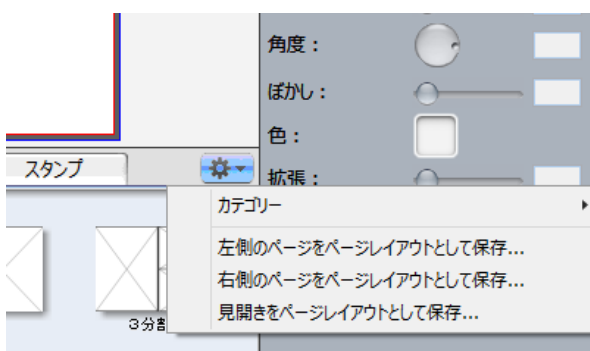 角度：
ぼかし：
色：
スタンプ
拡張：
カテゴリー
左側のページをページレイアウトとして保存...
右側のページをページレイアウトとして保存...
見開きをページレイアウトとして保存...
3分割